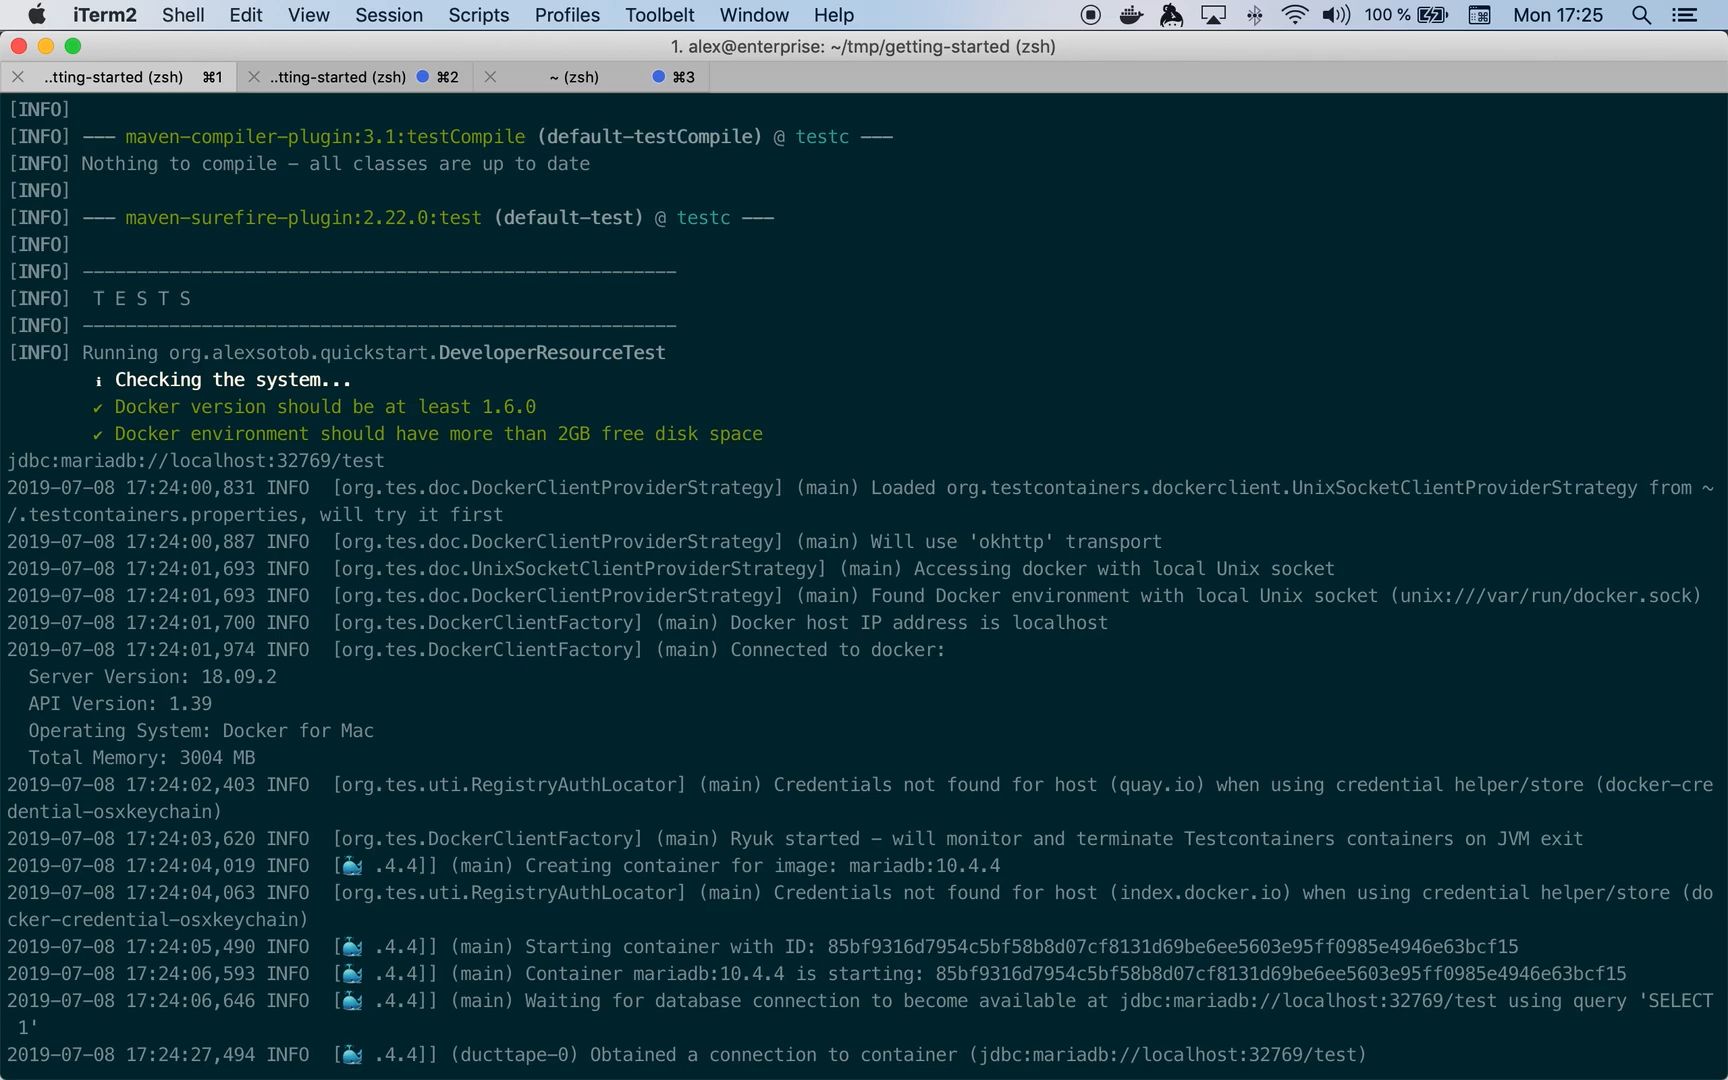 iTerm2 Shell Edit View Session Scripts Profiles Toolbelt Window Help 100 % Mon 17:25
1. alex@enterprise: ~/tmp/getting-started (zsh)
..tting-started (zsh) ⌘1 ..tting-started (zsh) ⌘2 ~ (zsh) ⌘3
[INFO]
[INFO] --- maven-compiler-plugin:3.1:testCompile (default-testCompile) @ testc ---
[INFO] Nothing to compile - all classes are up to date
[INFO]
[INFO] --- maven-surefire-plugin:2.22.0:test (default-test) @ testc ---
[INFO]
[INFO] -------------------------------------------------------
[INFO]  T E S T S
[INFO] -------------------------------------------------------
[INFO] Running org.alexsotob.quickstart.DeveloperResourceTest
ℹ Checking the system...
✔ Docker version should be at least 1.6.0
✔ Docker environment should have more than 2GB free disk space
jdbc:mariadb://localhost:32769/test
2019-07-08 17:24:00,831 INFO  [org.tes.doc.DockerClientProviderStrategy] (main) Loaded org.testcontainers.dockerclient.UnixSocketClientProviderStrategy from ~
/.testcontainers.properties, will try it first
2019-07-08 17:24:00,887 INFO  [org.tes.doc.DockerClientProviderStrategy] (main) Will use 'okhttp' transport
2019-07-08 17:24:01,693 INFO  [org.tes.doc.UnixSocketClientProviderStrategy] (main) Accessing docker with local Unix socket
2019-07-08 17:24:01,693 INFO  [org.tes.doc.DockerClientProviderStrategy] (main) Found Docker environment with local Unix socket (unix:///var/run/docker.sock)
2019-07-08 17:24:01,700 INFO  [org.tes.DockerClientFactory] (main) Docker host IP address is localhost
2019-07-08 17:24:01,974 INFO  [org.tes.DockerClientFactory] (main) Connected to docker:
Server Version: 18.09.2
API Version: 1.39
Operating System: Docker for Mac
Total Memory: 3004 MB
2019-07-08 17:24:02,403 INFO  [org.tes.uti.RegistryAuthLocator] (main) Credentials not found for host (quay.io) when using credential helper/store (docker-cre
dential-osxkeychain)
2019-07-08 17:24:03,620 INFO  [org.tes.DockerClientFactory] (main) Ryuk started - will monitor and terminate Testcontainers containers on JVM exit
2019-07-08 17:24:04,019 INFO  [🐳 .4.4]] (main) Creating container for image: mariadb:10.4.4
2019-07-08 17:24:04,063 INFO  [org.tes.uti.RegistryAuthLocator] (main) Credentials not found for host (index.docker.io) when using credential helper/store (do
cker-credential-osxkeychain)
2019-07-08 17:24:05,490 INFO  [🐳 .4.4]] (main) Starting container with ID: 85bf9316d7954c5bf58b8d07cf8131d69be6ee5603e95ff0985e4946e63bcf15
2019-07-08 17:24:06,593 INFO  [🐳 .4.4]] (main) Container mariadb:10.4.4 is starting: 85bf9316d7954c5bf58b8d07cf8131d69be6ee5603e95ff0985e4946e63bcf15
2019-07-08 17:24:06,646 INFO  [🐳 .4.4]] (main) Waiting for database connection to become available at jdbc:mariadb://localhost:32769/test using query 'SELECT
1'
2019-07-08 17:24:27,494 INFO  [🐳 .4.4]] (ducttape-0) Obtained a connection to container (jdbc:mariadb://localhost:32769/test)